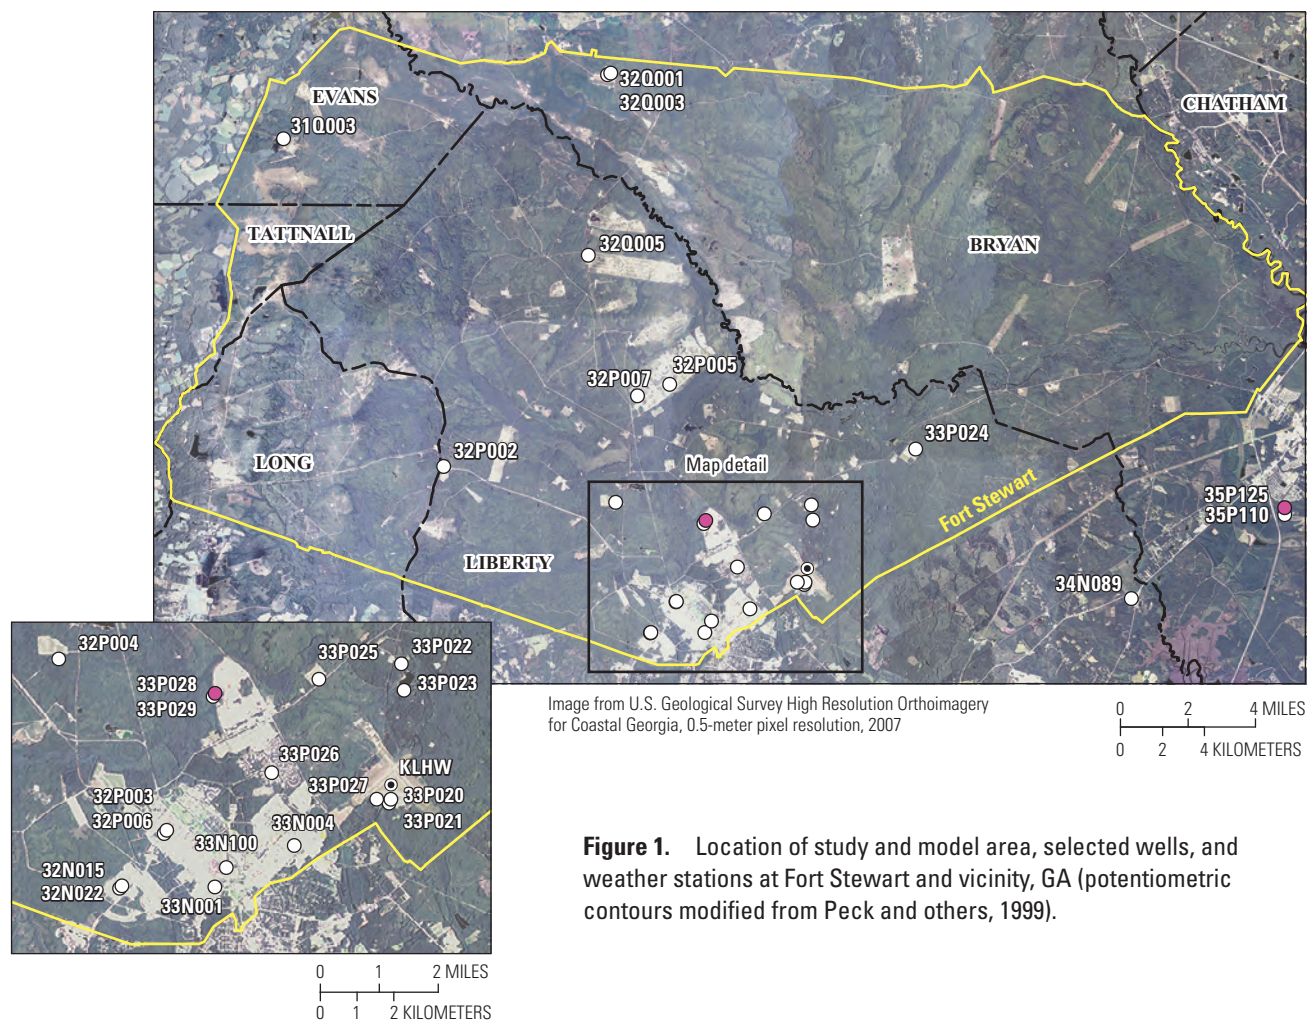 EVANS
32Q001
32Q003
CHATHAM
31Q003
TATTNALL
32Q005
BRYAN
32P005
32P007
33P024
32P002
LONG
Map detail
Fort Stewart
35P125
35P110
LIBERTY
34N089
32P004
33P025
33P022
33P023
33P028
33P029
33P026
KLHW
33P027
33P020
33P021
32P003
32P006
33N004
33N100
32N015
32N022
33N001
Image from U.S. Geological Survey High Resolution Orthoimagery
for Coastal Georgia, 0.5-meter pixel resolution, 2007
0 2 4 MILES
0 2 4 KILOMETERS
Figure 1. Location of study and model area, selected wells, and
weather stations at Fort Stewart and vicinity, GA (potentiometric
contours modified from Peck and others, 1999).
0 1 2 MILES
0 1 2 KILOMETERS